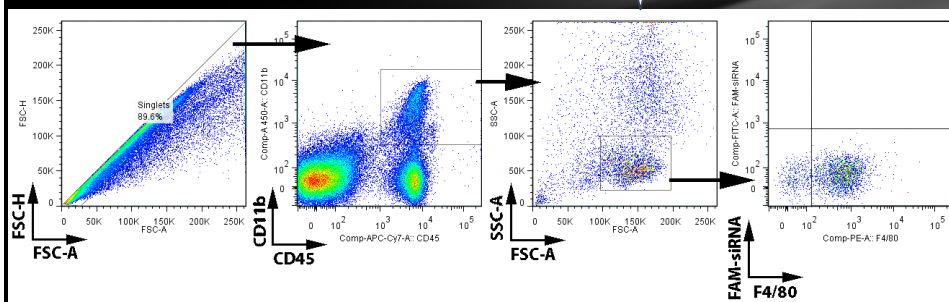 250K
200K
150K
100K
50K
0
FSC-H
Singlets
89.6%
0
50K
100K
150K
200K
250K
FSC-A
FSC-H
FSC-A
10^5
10^4
10^3
10^2
0
Comp-A 450-A:: CD11b
0
10^2
10^3
10^4
10^5
Comp-APC-Cy7-A:: CD45
CD11b
CD45
250K
200K
150K
100K
50K
0
SSC-A
0
50K
100K
150K
200K
250K
FSC-A
SSC-A
FSC-A
10^5
10^4
10^3
10^2
0
Comp-FITC-A:: FAM-siRNA
0
10^2
10^3
10^4
10^5
Comp-PE-A:: F4/80
FAM-siRNA
F4/80